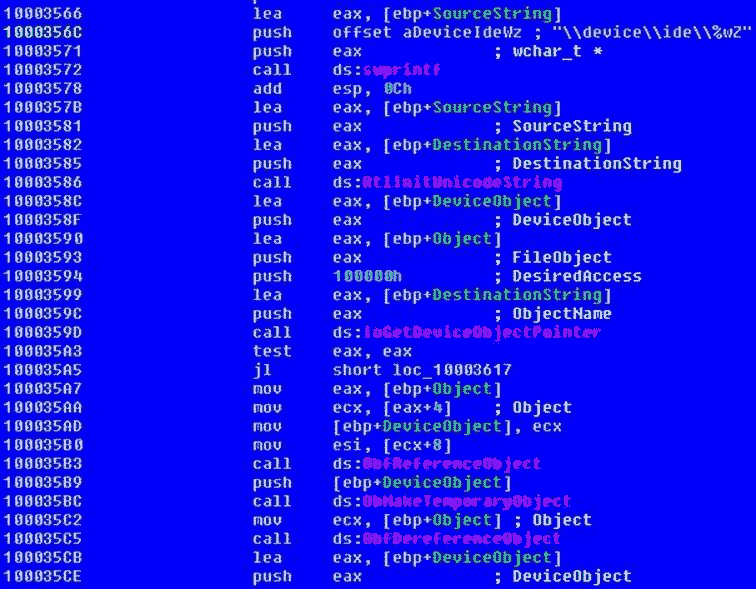 10003566 lea eax, [ebp+SourceString]
1000356C push offset aDeviceIdeWz ; "\\device\\ide\\%wZ"
10003571 push eax ; wchar_t *
10003572 call ds:swprintf
10003578 add esp, 0Ch
1000357B lea eax, [ebp+SourceString]
10003581 push eax ; SourceString
10003582 lea eax, [ebp+DestinationString]
10003585 push eax ; DestinationString
10003586 call ds:RtlInitUnicodeString
1000358C lea eax, [ebp+DeviceObject]
1000358F push eax ; DeviceObject
10003590 lea eax, [ebp+Object]
10003593 push eax ; FileObject
10003594 push 100080h ; DesiredAccess
10003599 lea eax, [ebp+DestinationString]
1000359C push eax ; ObjectName
1000359D call ds:IoGetDeviceObjectPointer
100035A3 test eax, eax
100035A5 jl short loc_10003617
100035A7 mov eax, [ebp+Object]
100035AA mov ecx, [eax+4] ; Object
100035AD mov [ebp+DeviceObject], ecx
100035B0 mov esi, [ecx+8]
100035B3 call ds:ObfReferenceObject
100035B9 push [ebp+DeviceObject]
100035BC call ds:ObMakeTemporaryObject
100035C2 mov ecx, [ebp+Object] ; Object
100035C5 call ds:ObfDereferenceObject
100035CB lea eax, [ebp+DeviceObject]
100035CE push eax ; DeviceObject